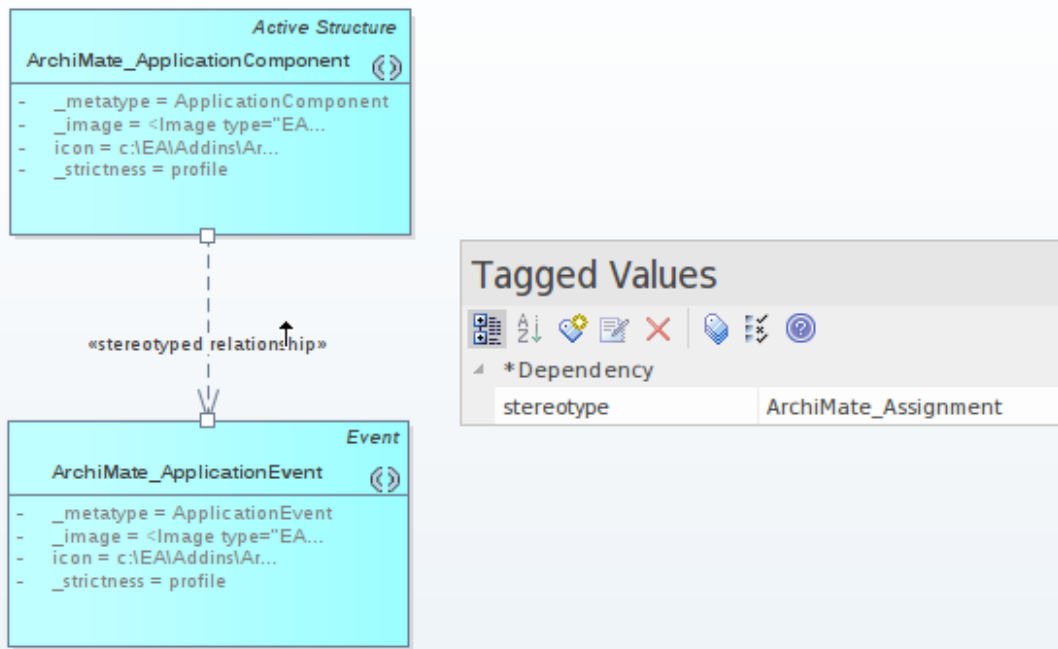 Active Structure
ArchiMate_ApplicationComponent
- _metatype = ApplicationComponent
- _image = <Image type="EA...
- icon = c:\EA\Addins\Ar...
- _strictness = profile
«stereotyped relationship»
Event
ArchiMate_ApplicationEvent
- _metatype = ApplicationEvent
- _image = <Image type="EA...
- icon = c:\EA\Addins\Ar...
- _strictness = profile
Tagged Values
*Dependency
stereotype ArchiMate_Assignment